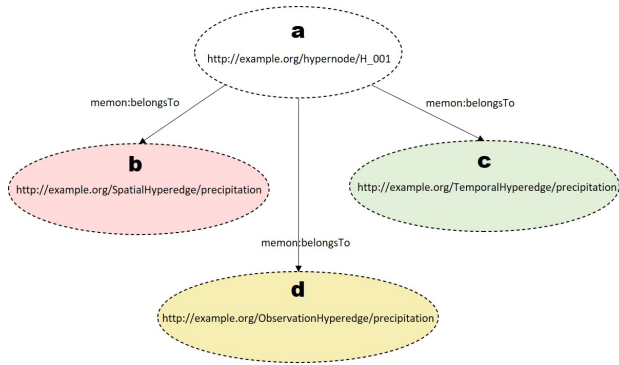 a
http://example.org/hypernode/H_001
memon:belongsTo
memon:belongsTo
b
http://example.org/SpatialHyperedge/precipitation
c
http://example.org/TemporalHyperedge/precipitation
memon:belongsTo
d
http://example.org/ObservationHyperedge/precipitation